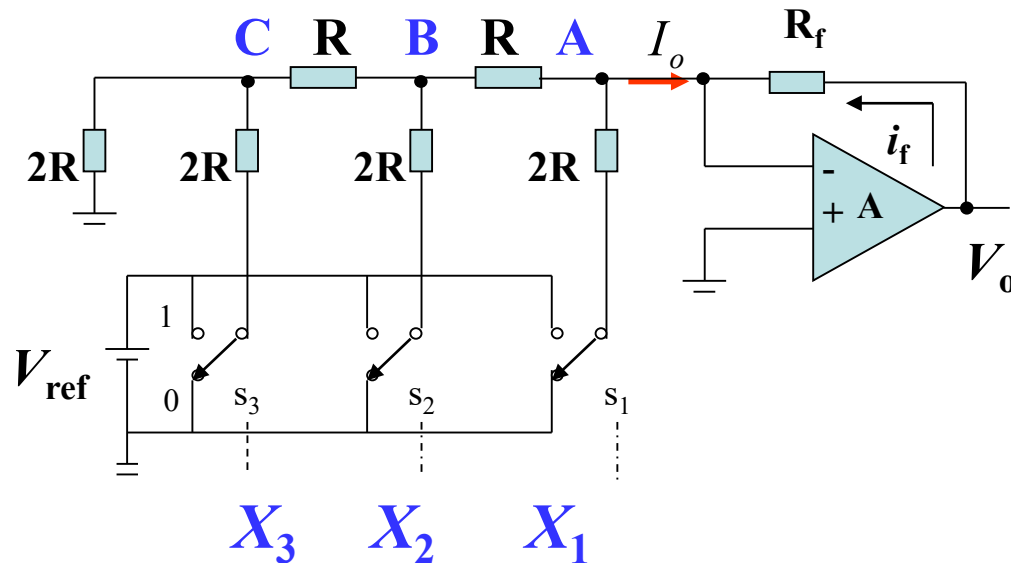 C R B R A I_o R_f
2R 2R 2R 2R i_f
-
+ A
V_o
1
V_ref
0 s_3 s_2 s_1
X_3 X_2 X_1